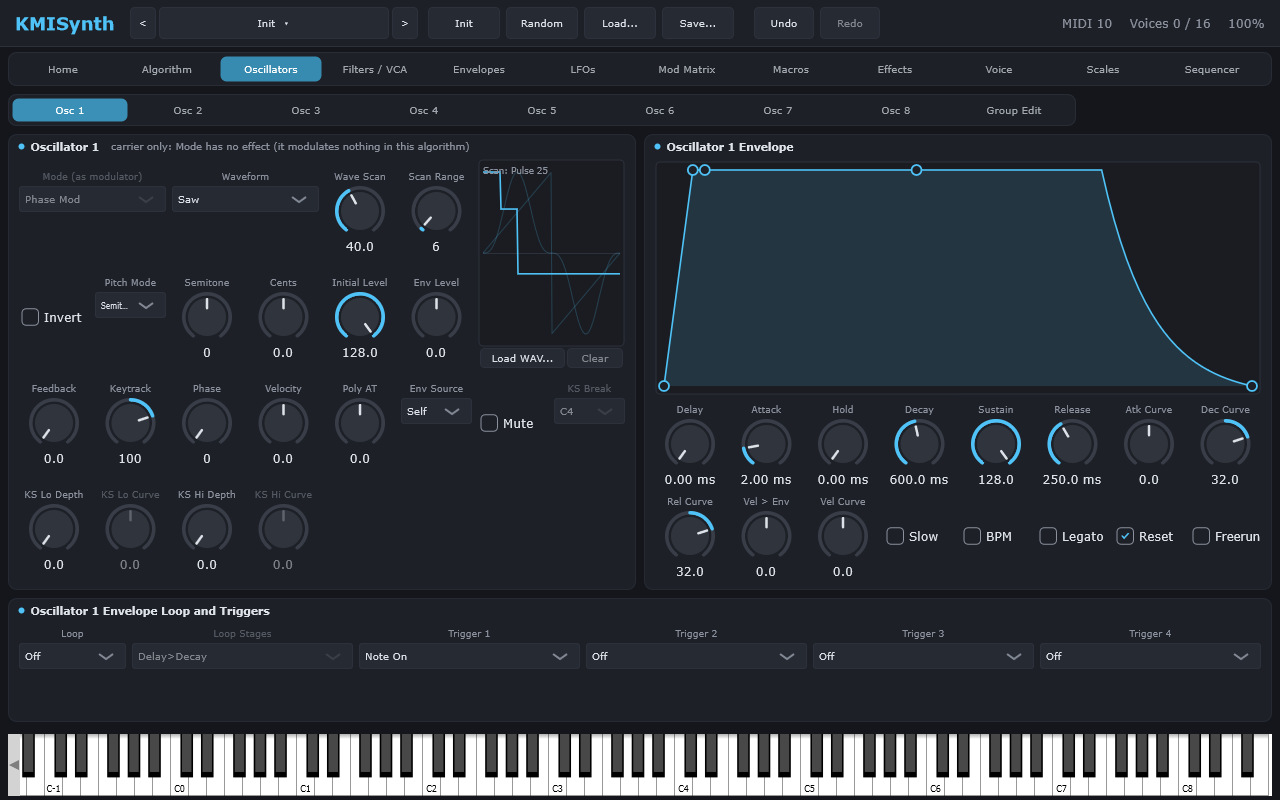 KMISynth < Init > Init Random Load... Save... Undo Redo MIDI 10 Voices 0 / 16 100%
Home Algorithm Oscillators Filters / VCA Envelopes LFOs Mod Matrix Macros Effects Voice Scales Sequencer
Osc 1 Osc 2 Osc 3 Osc 4 Osc 5 Osc 6 Osc 7 Osc 8 Group Edit
Oscillator 1 carrier only: Mode has no effect (it modulates nothing in this algorithm)
Mode (as modulator) Waveform Wave Scan Scan Range
Scan: Pulse 25
Phase Mod Saw
40.0 6
Pitch Mode Semitone Cents Initial Level Env Level
Invert Semit...
0 0.0 128.0 0.0
Load WAV... Clear
Feedback Keytrack Phase Velocity Poly AT Env Source KS Break
Self Mute C4
0.0 100 0 0.0 0.0
KS Lo Depth KS Lo Curve KS Hi Depth KS Hi Curve
0.0 0.0 0.0 0.0
Oscillator 1 Envelope
Delay Attack Hold Decay Sustain Release Atk Curve Dec Curve
0.00 ms 2.00 ms 0.00 ms 600.0 ms 128.0 250.0 ms 0.0 32.0
Rel Curve Vel > Env Vel Curve
Slow BPM Legato Reset Freerun
32.0 0.0 0.0
Oscillator 1 Envelope Loop and Triggers
Loop Loop Stages Trigger 1 Trigger 2 Trigger 3 Trigger 4
Off Delay>Decay Note On Off Off Off
C-1 C0 C1 C2 C3 C4 C5 C6 C7 C8